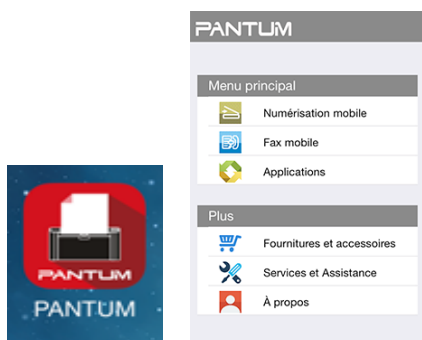 PANTUM
PANTUM
PANTUM
Menu principal
Numérisation mobile
Fax mobile
Applications
Plus
Fournitures et accessoires
Services et Assistance
À propos